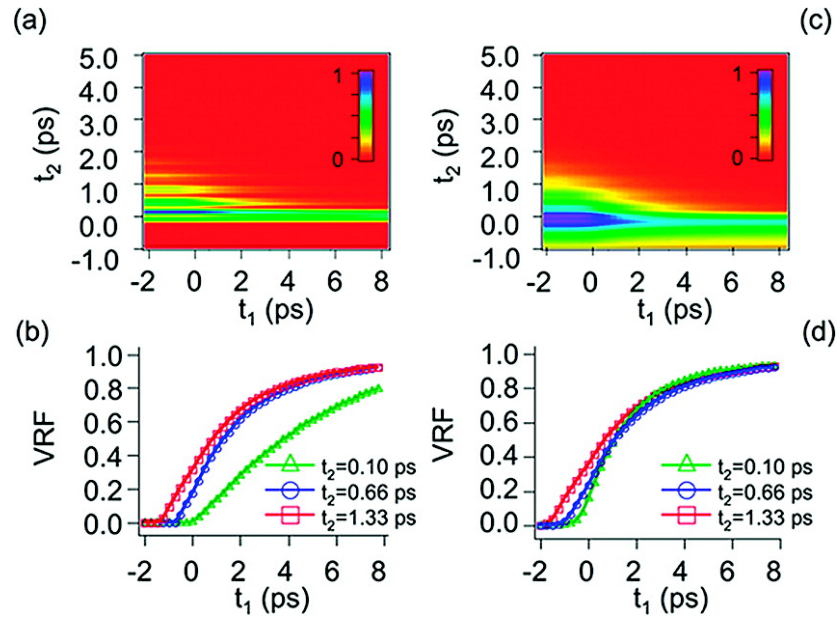 (a)
5.0
4.0
3.0
2.0
1.0
0.0
-1.0
t2 (ps)
1
0
-2 0 2 4 6 8
t1 (ps)
(c)
5.0
4.0
3.0
2.0
1.0
0.0
-1.0
t2 (ps)
1
0
-2 0 2 4 6 8
t1 (ps)
(b)
1.0
0.8
0.6
0.4
0.2
0.0
VRF
t2=0.10 ps
t2=0.66 ps
t2=1.33 ps
-2 0 2 4 6 8
t1 (ps)
(d)
1.0
0.8
0.6
0.4
0.2
0.0
VRF
t2=0.10 ps
t2=0.66 ps
t2=1.33 ps
-2 0 2 4 6 8
t1 (ps)